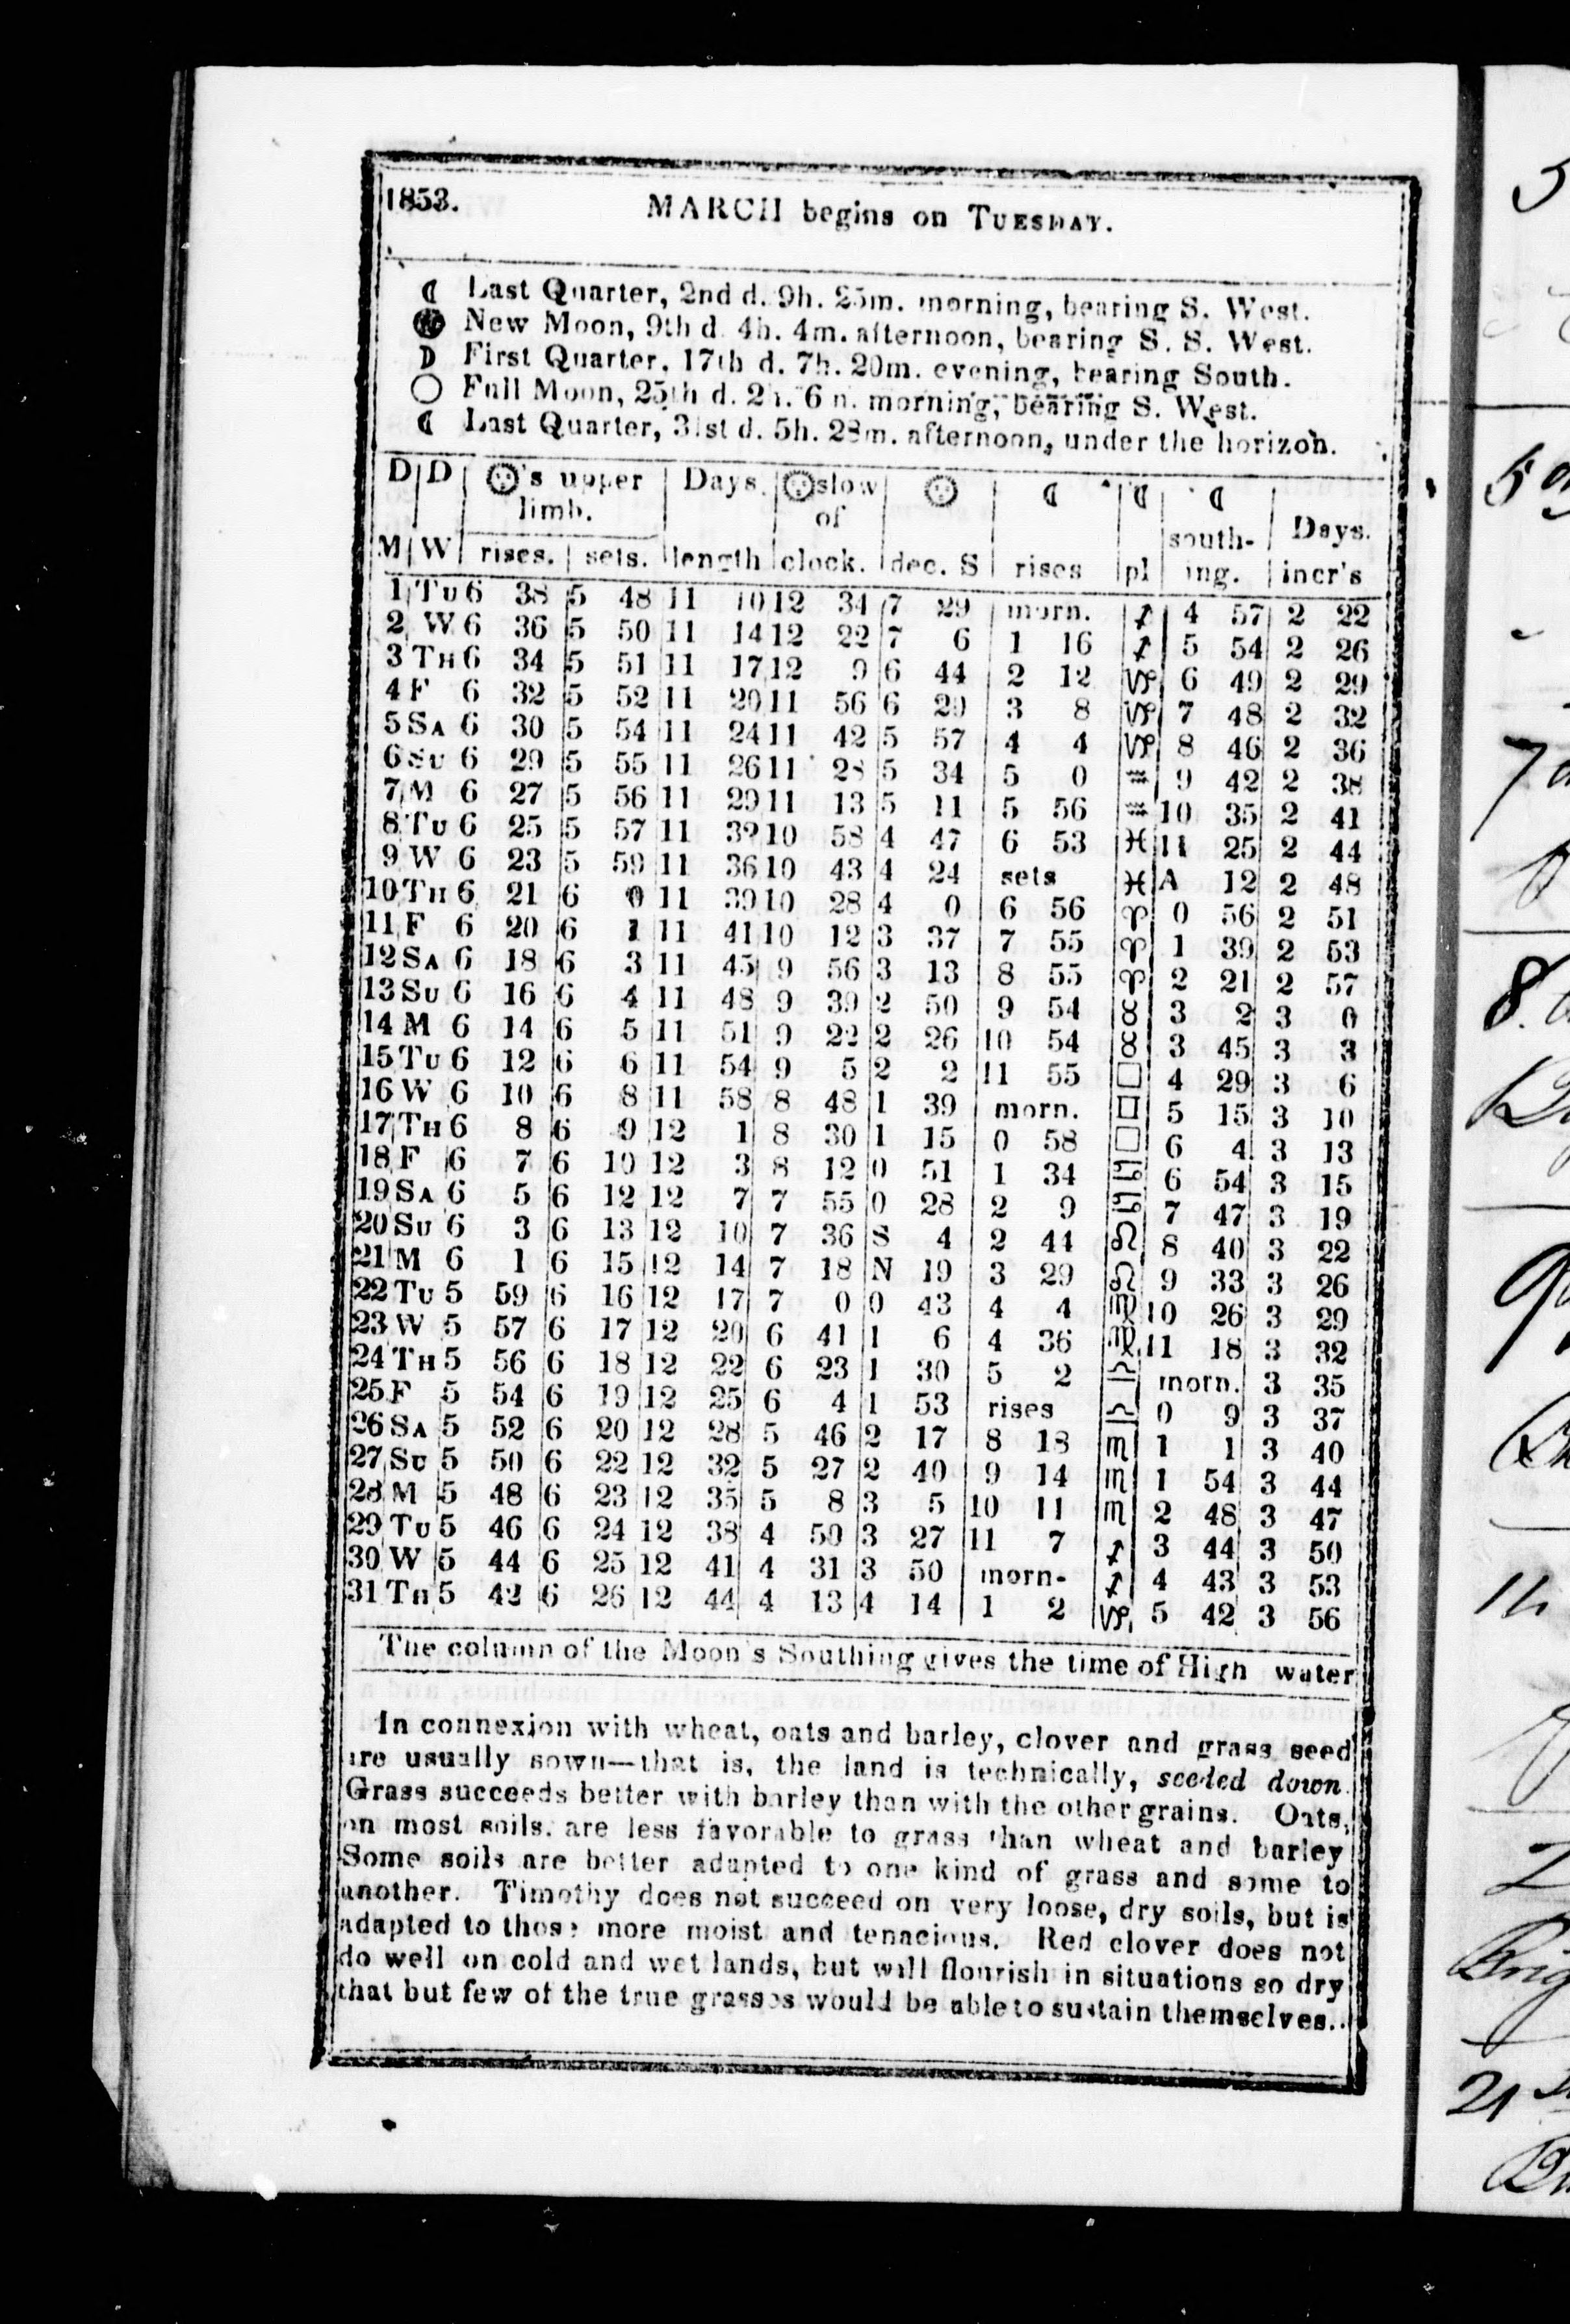 1853. MARCH begins on TUESDAY.
☾ Last Quarter, 2nd d. 9h. 25m. morning, bearing S. West.
● New Moon, 9th d. 4h. 4m. afternoon, bearing S. S. West.
☽ First Quarter, 17th d. 7h. 20m. evening, bearing South.
○ Full Moon, 25th d. 2h. 6m. morning, bearing S. West.
☾ Last Quarter, 31st d. 5h. 28m. afternoon, under the horizon.
D D ☉'s upper Days ☉slow ☉ ☾ ☾ ☾ Days.
limb. of south-
M W rises. sets. length clock. dec. S rises pl ing. incr's
1 TU 6 38 5 48 11 10 12 34 7 29 morn. ♐ 4 57 2 22
2 W 6 36 5 50 11 14 12 22 7 6 1 16 ♐ 5 54 2 26
3 TH 6 34 5 51 11 17 12 9 6 44 2 12 ♑ 6 49 2 29
4 F 6 32 5 52 11 20 11 56 6 20 3 8 ♑ 7 48 2 32
5 SA 6 30 5 54 11 24 11 42 5 57 4 4 ♑ 8 46 2 36
6 SU 6 29 5 55 11 26 11 28 5 34 5 0 ♒ 9 42 2 38
7 M 6 27 5 56 11 29 11 13 5 11 5 56 ♒ 10 35 2 41
8 TU 6 25 5 57 11 32 10 58 4 47 6 53 ♓ 11 25 2 44
9 W 6 23 5 59 11 36 10 43 4 24 sets ♓ A 12 2 48
10 TH 6 21 6 0 11 39 10 28 4 0 6 56 ♈ 0 56 2 51
11 F 6 20 6 1 11 41 10 12 3 37 7 55 ♈ 1 39 2 53
12 SA 6 18 6 3 11 45 9 56 3 13 8 55 ♈ 2 21 2 57
13 SU 6 16 6 4 11 48 9 39 2 50 9 54 ♉ 3 2 3 0
14 M 6 14 6 5 11 51 9 22 2 26 10 54 ♉ 3 45 3 3
15 TU 6 12 6 6 11 54 9 5 2 2 11 55 □ 4 29 3 6
16 W 6 10 6 8 11 58 8 48 1 39 morn. □ 5 15 3 10
17 TH 6 8 6 9 12 1 8 30 1 15 0 58 □ 6 4 3 13
18 F 6 7 6 10 12 3 8 12 0 51 1 34 ♋ 6 54 3 15
19 SA 6 5 6 12 12 7 7 55 0 28 2 9 ♋ 7 47 3 19
20 SU 6 3 6 13 12 10 7 36 S 4 2 44 ♌ 8 40 3 22
21 M 6 1 6 15 12 14 7 18 N 19 3 29 ♌ 9 33 3 26
22 TU 5 59 6 16 12 17 7 0 0 43 4 4 ♍ 10 26 3 29
23 W 5 57 6 17 12 20 6 41 1 6 4 36 ♍ 11 18 3 32
24 TH 5 56 6 18 12 22 6 23 1 30 5 2 ♎ morn. 3 35
25 F 5 54 6 19 12 25 6 4 1 53 rises ♎ 0 9 3 37
26 SA 5 52 6 20 12 28 5 46 2 17 8 18 ♏ 1 1 3 40
27 SU 5 50 6 22 12 32 5 27 2 40 9 14 ♏ 1 54 3 44
28 M 5 48 6 23 12 35 5 8 3 5 10 11 ♏ 2 48 3 47
29 TU 5 46 6 24 12 38 4 50 3 27 11 7 ♐ 3 44 3 50
30 W 5 44 6 25 12 41 4 31 3 50 morn- ♐ 4 43 3 53
31 TH 5 42 6 26 12 44 4 13 4 14 1 2 ♑ 5 42 3 56
The column of the Moon's Southing gives the time of High water
In connexion with wheat, oats and barley, clover and grass seed
are usually sown—that is, the land is technically, seeded down.
Grass succeeds better with barley than with the other grains. Oats,
on most soils. are less favorable to grass than wheat and barley
Some soils are better adapted to one kind of grass and some to
another. Timothy does not succeed on very loose, dry soils, but is
adapted to those more moist and tenacious. Red clover does not
do well on cold and wet lands, but will flourish in situations so dry
that but few of the true grasses would be able to sustain themselves..
5
7
8
9
14
21